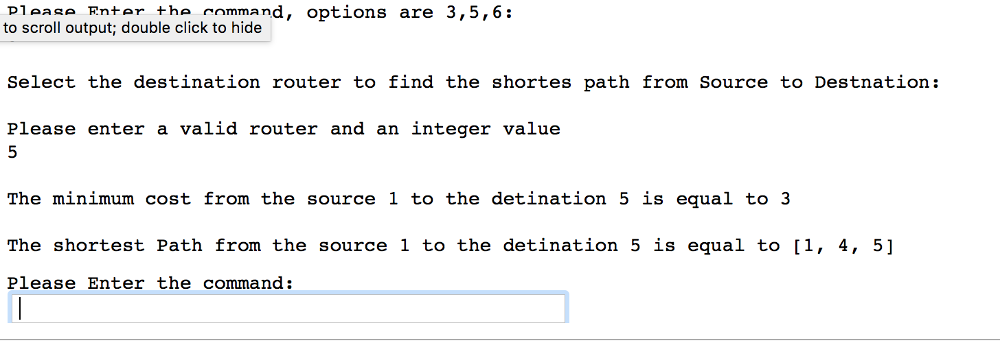 Please Enter the command, options are 3,5,6:
to scroll output; double click to hide
Select the destination router to find the shortes path from Source to Destnation:
Please enter a valid router and an integer value
5
The minimum cost from the source 1 to the detination 5 is equal to 3
The shortest Path from the source 1 to the detination 5 is equal to [1, 4, 5]
Please Enter the command: